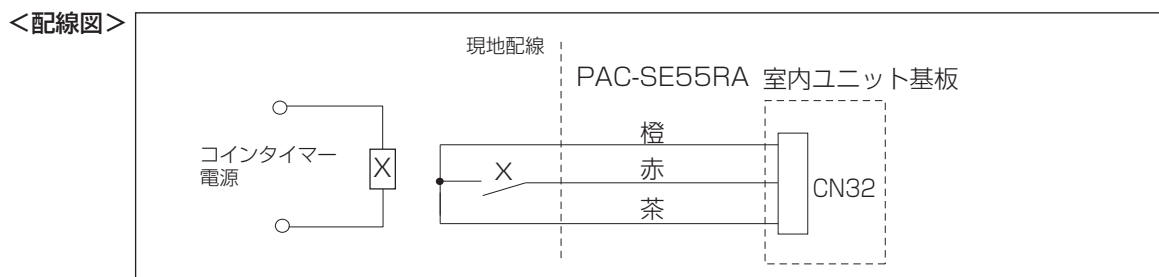 ＜配線図＞
現地配線
PAC-SE55RA 室内ユニット基板
橙
コインタイマー
電源
X
X
赤
CN32
茶